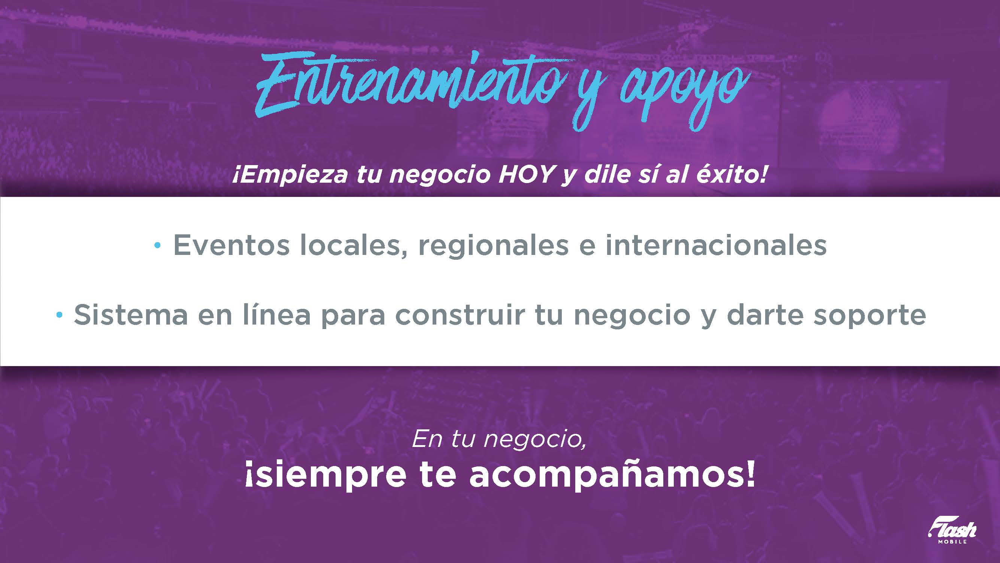 Entrenamiento y apoyo
¡Empieza tu negocio HOY y dile sí al éxito!
• Eventos locales, regionales e internacionales
• Sistema en línea para construir tu negocio y darte soporte
En tu negocio,
¡siempre te acompañamos!
Flash
MOBILE